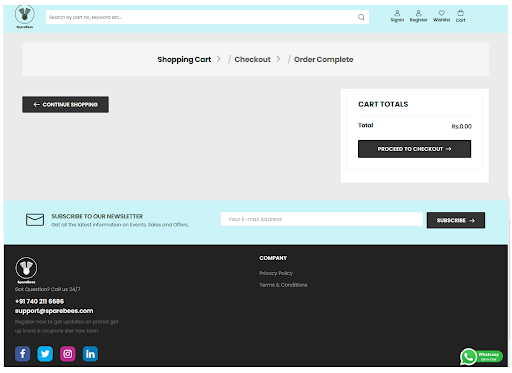 SpareBees
Search by part no, keyword etc...
Signin Register Wishlist Cart
Shopping Cart > / Checkout > / Order Complete
← CONTINUE SHOPPING
CART TOTALS
Total Rs.0.00
PROCEED TO CHECKOUT →
SUBSCRIBE TO OUR NEWSLETTER
Get all the latest information on Events, Sales and Offers.
Your E-mail Address
SUBSCRIBE →
SpareBees
Got Question? Call us 24/7
+91 740 211 6686
support@sparebees.com
Register now to get updates on pronot get
up icons & coupons ster now toon.
COMPANY
Privacy Policy
Terms & Conditions
Whatsapp